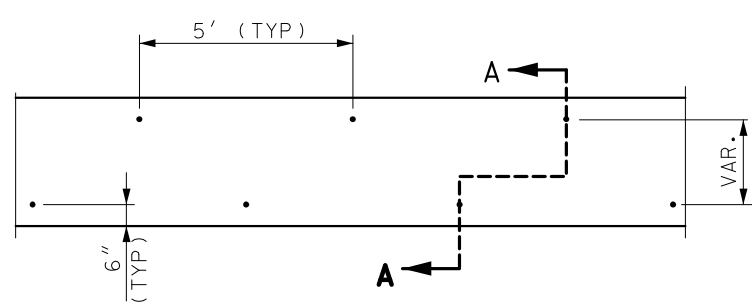 5' (TYP)
A
VAR.
6"
(TYP)
A